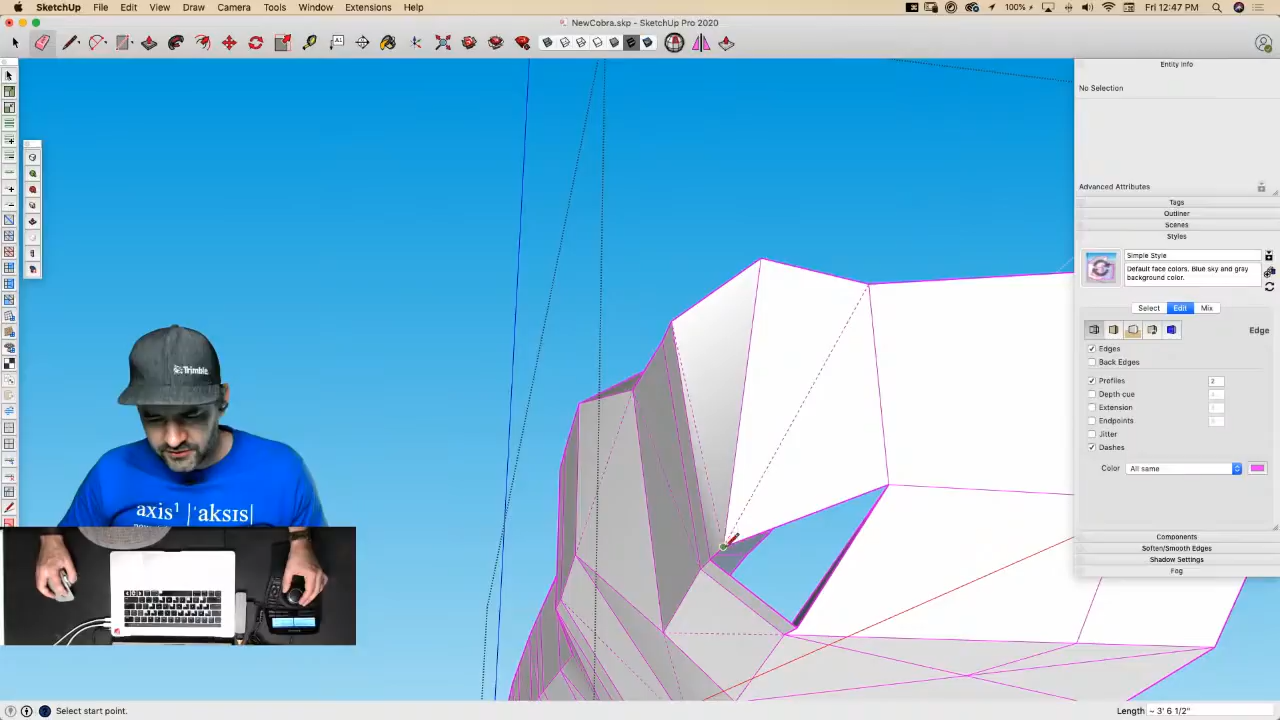 SketchUp File Edit View Draw Camera Tools Window Extensions Help
100% Fri 12:47 PM
NewCobra.skp - SketchUp Pro 2020
Entity Info
No Selection
Advanced Attributes
Tags
Outliner
Scenes
Styles
Simple Style
Default face colors. Blue sky and gray
background color.
Select Edit Mix
Edge
Edges
Back Edges
Profiles 2
Depth cue
Extension
Endpoints
Jitter
Dashes
Color All same
Components
Soften/Smooth Edges
Shadow Settings
Fog
Trimble
axis¹ |ˈaksɪs|
Select start point.
Length ~ 3' 6 1/2"